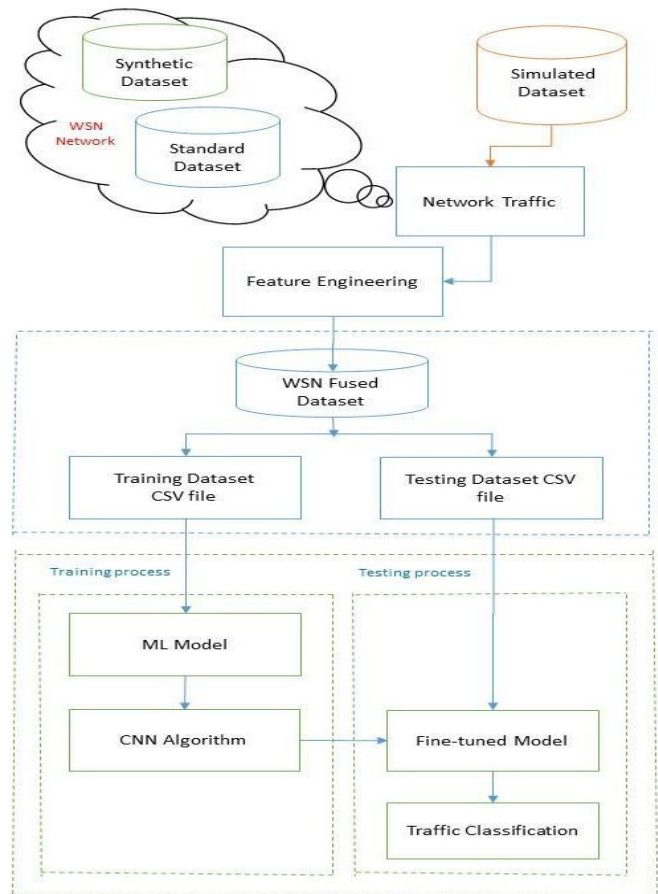 Synthetic
Dataset
Simulated
Dataset
WSN
Network
Standard
Dataset
Network Traffic
Feature Engineering
WSN Fused
Dataset
Training Dataset
CSV file
Testing Dataset CSV
file
Training process
Testing process
ML Model
CNN Algorithm
Fine-tuned Model
Traffic Classification